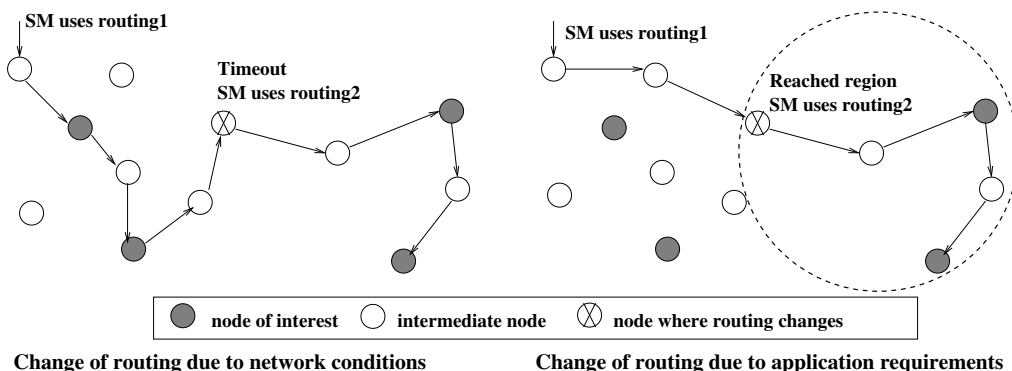 SM uses routing1
Timeout
SM uses routing2
SM uses routing1
Reached region
SM uses routing2
node of interest
intermediate node
node where routing changes
Change of routing due to network conditions
Change of routing due to application requirements